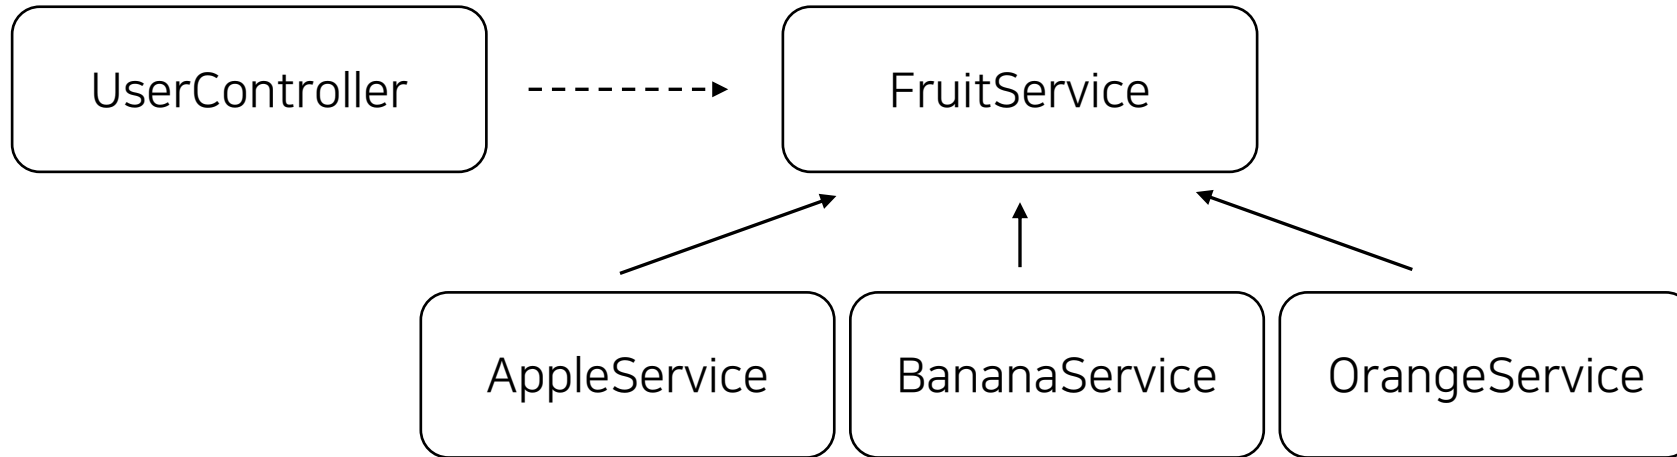 UserController
FruitService
AppleService
BananaService
OrangeService